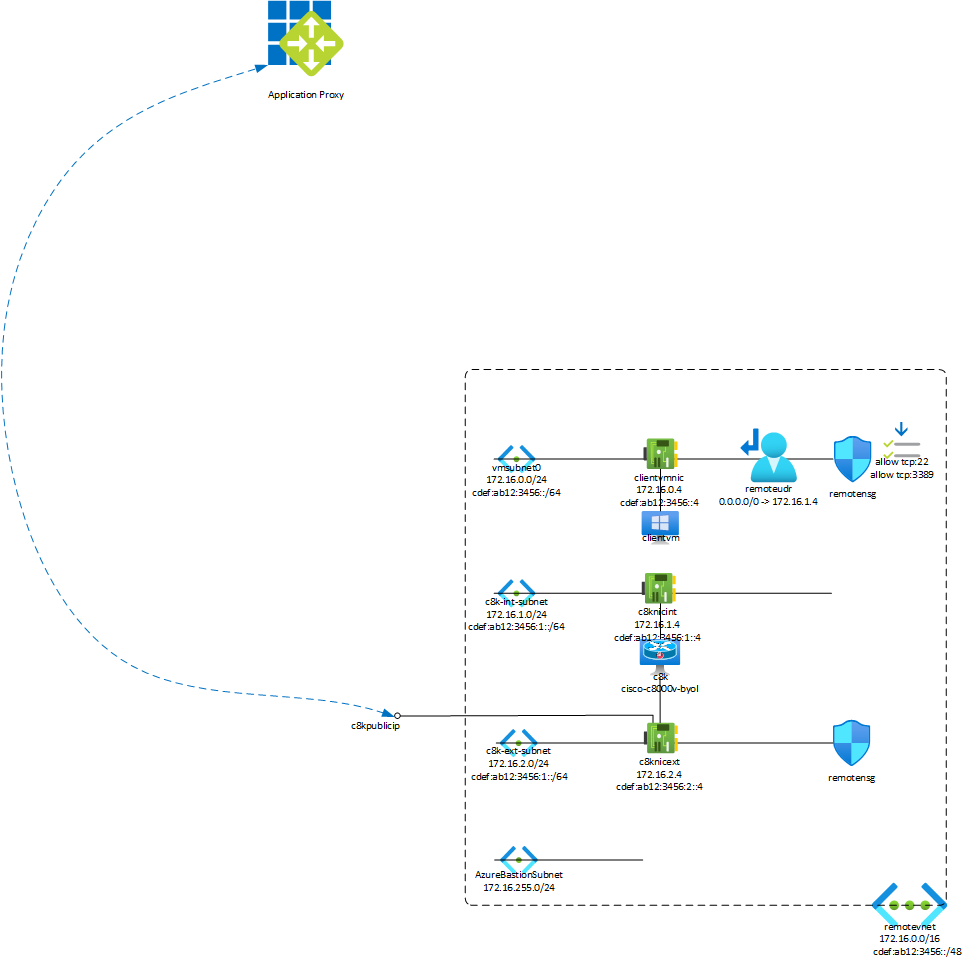 Application Proxy
allow tcp:22
allow tcp:3389
vmsubnet0
172.16.0.0/24
cdef:ab12:3456::/64
clientvmnic
172.16.0.4
cdef:ab12:3456::4
remoteudr
0.0.0.0/0 -> 172.16.1.4
remotensg
clientvm
c8k-int-subnet
172.16.1.0/24
cdef:ab12:3456:1::/64
c8knicint
172.16.1.4
cdef:ab12:3456:1::4
c8k
cisco-c8000v-byol
c8kpublicip
c8k-ext-subnet
172.16.2.0/24
cdef:ab12:3456:1::/64
c8knicext
172.16.2.4
cdef:ab12:3456:2::4
remotensg
AzureBastionSubnet
172.16.255.0/24
remotevnet
172.16.0.0/16
cdef:ab12:3456::/48